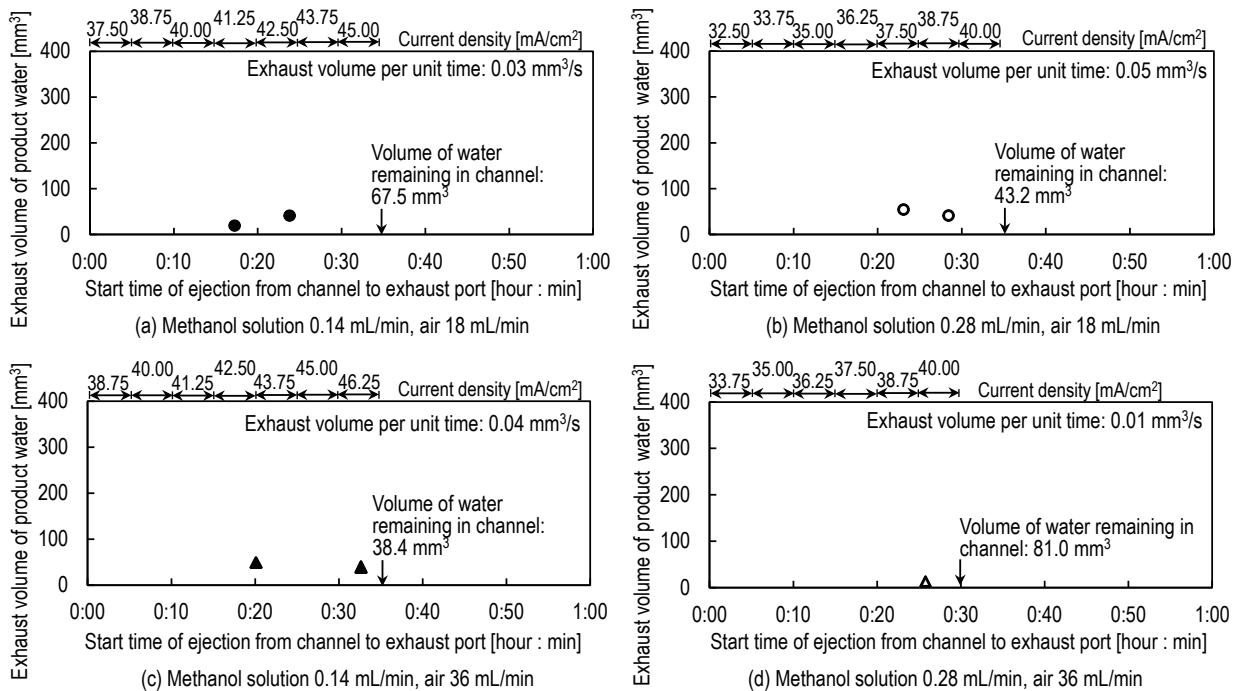 37.50 38.75 40.00 41.25 42.50 43.75 45.00
Current density [mA/cm²]
Exhaust volume of product water [mm³]
400
300
200
100
0
Exhaust volume per unit time: 0.03 mm³/s
Volume of water
remaining in channel:
67.5 mm³
0:00 0:10 0:20 0:30 0:40 0:50 1:00
Start time of ejection from channel to exhaust port [hour : min]
(a) Methanol solution 0.14 mL/min, air 18 mL/min
32.50 33.75 35.00 36.25 37.50 38.75 40.00
Current density [mA/cm²]
Exhaust volume of product water [mm³]
400
300
200
100
0
Exhaust volume per unit time: 0.05 mm³/s
Volume of water
remaining in channel:
43.2 mm³
0:00 0:10 0:20 0:30 0:40 0:50 1:00
Start time of ejection from channel to exhaust port [hour : min]
(b) Methanol solution 0.28 mL/min, air 18 mL/min
38.75 40.00 41.25 42.50 43.75 45.00 46.25
Current density [mA/cm²]
Exhaust volume of product water [mm³]
400
300
200
100
0
Exhaust volume per unit time: 0.04 mm³/s
Volume of water
remaining in channel:
38.4 mm³
0:00 0:10 0:20 0:30 0:40 0:50 1:00
Start time of ejection from channel to exhaust port [hour : min]
(c) Methanol solution 0.14 mL/min, air 36 mL/min
33.75 35.00 36.25 37.50 38.75 40.00
Current density [mA/cm²]
Exhaust volume of product water [mm³]
400
300
200
100
0
Exhaust volume per unit time: 0.01 mm³/s
Volume of water remaining in
channel: 81.0 mm³
0:00 0:10 0:20 0:30 0:40 0:50 1:00
Start time of ejection from channel to exhaust port [hour : min]
(d) Methanol solution 0.28 mL/min, air 36 mL/min